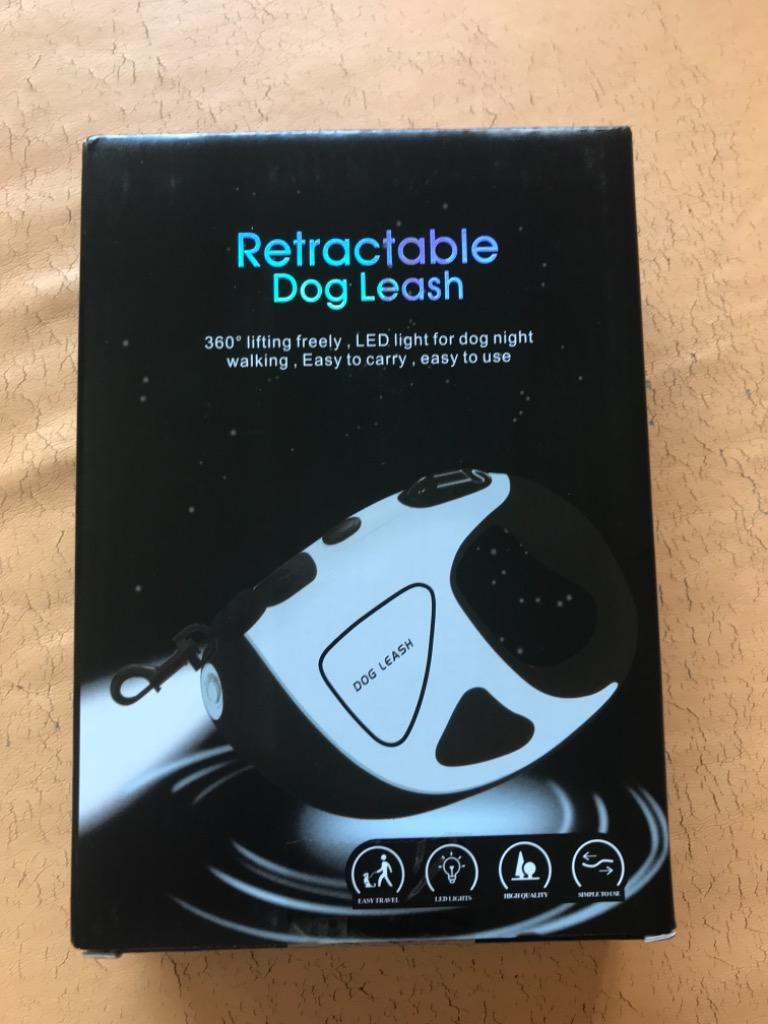 Retractable
Dog Leash
360° lifting freely , LED light for dog night
walking , Easy to carry , easy to use
DOG LEASH
EASY TRAVEL
LED LIGHTS
HIGH QUALITY
SIMPLE TO USE